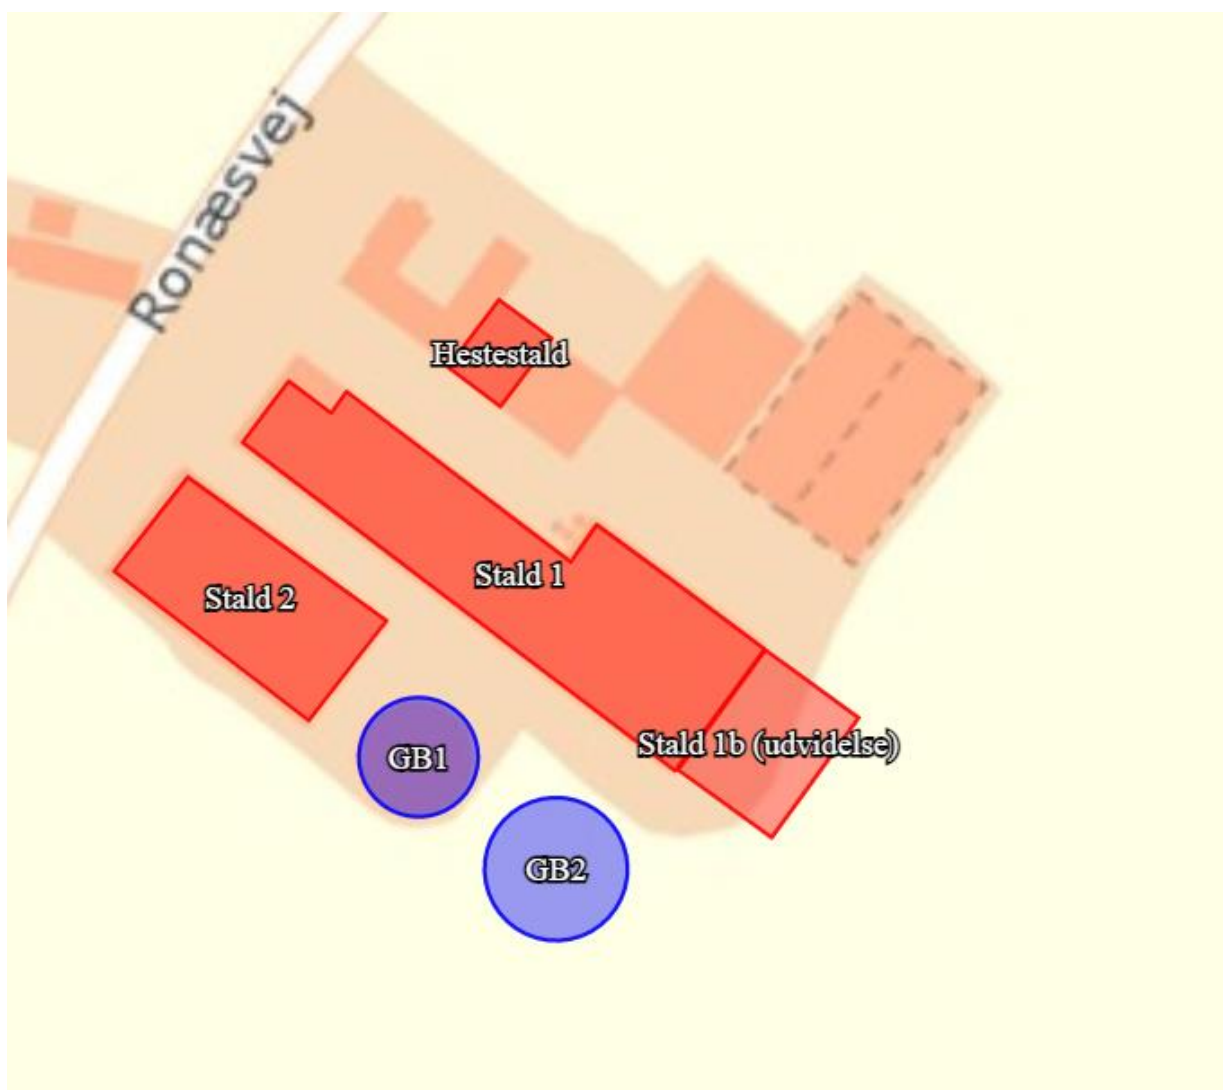 Ronæsvej
Hestestald
Stald 1
Stald 2
Stald 1b (udvidelse)
GB1
GB2